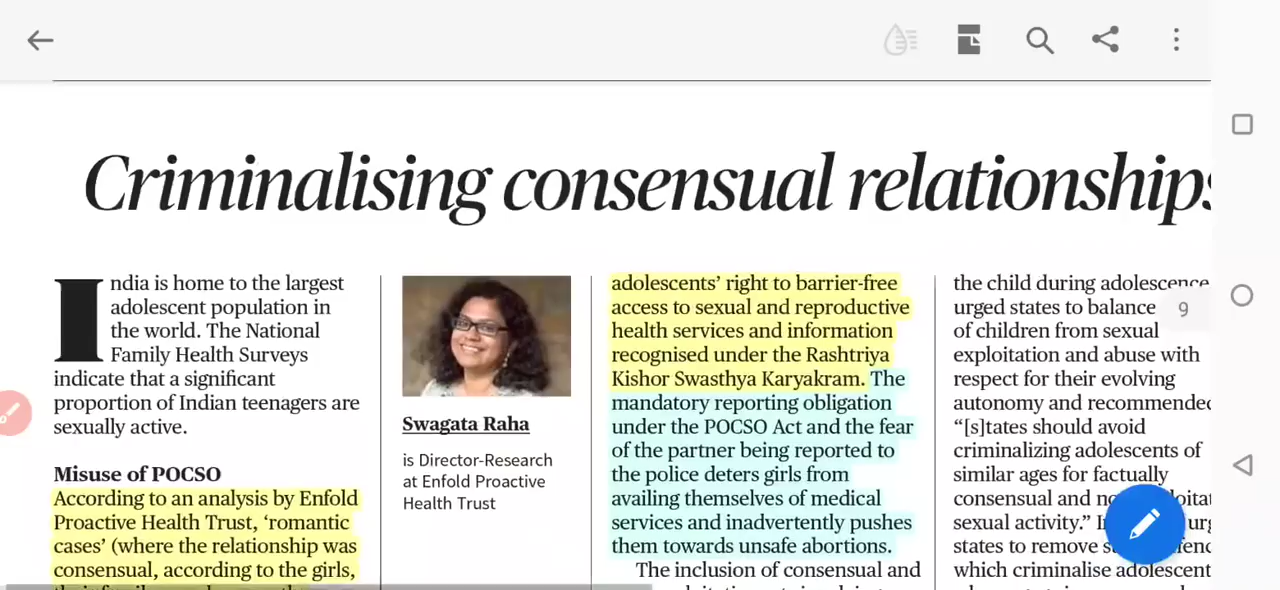 Criminalising consensual relationships
India is home to the largest
adolescent population in
the world. The National
Family Health Surveys
indicate that a significant
proportion of Indian teenagers are
sexually active.
Misuse of POCSO
According to an analysis by Enfold
Proactive Health Trust, ‘romantic
cases’ (where the relationship was
consensual, according to the girls,
Swagata Raha
is Director-Research
at Enfold Proactive
Health Trust
adolescents’ right to barrier-free
access to sexual and reproductive
health services and information
recognised under the Rashtriya
Kishor Swasthya Karyakram. The
mandatory reporting obligation
under the POCSO Act and the fear
of the partner being reported to
the police deters girls from
availing themselves of medical
services and inadvertently pushes
them towards unsafe abortions.
The inclusion of consensual and
the child during adolescence
urged states to balance
of children from sexual
exploitation and abuse with
respect for their evolving
autonomy and recommended
“[s]tates should avoid
criminalizing adolescents of
similar ages for factually
consensual and
sexual activity.”
states to remove
which criminalise adolescent
9